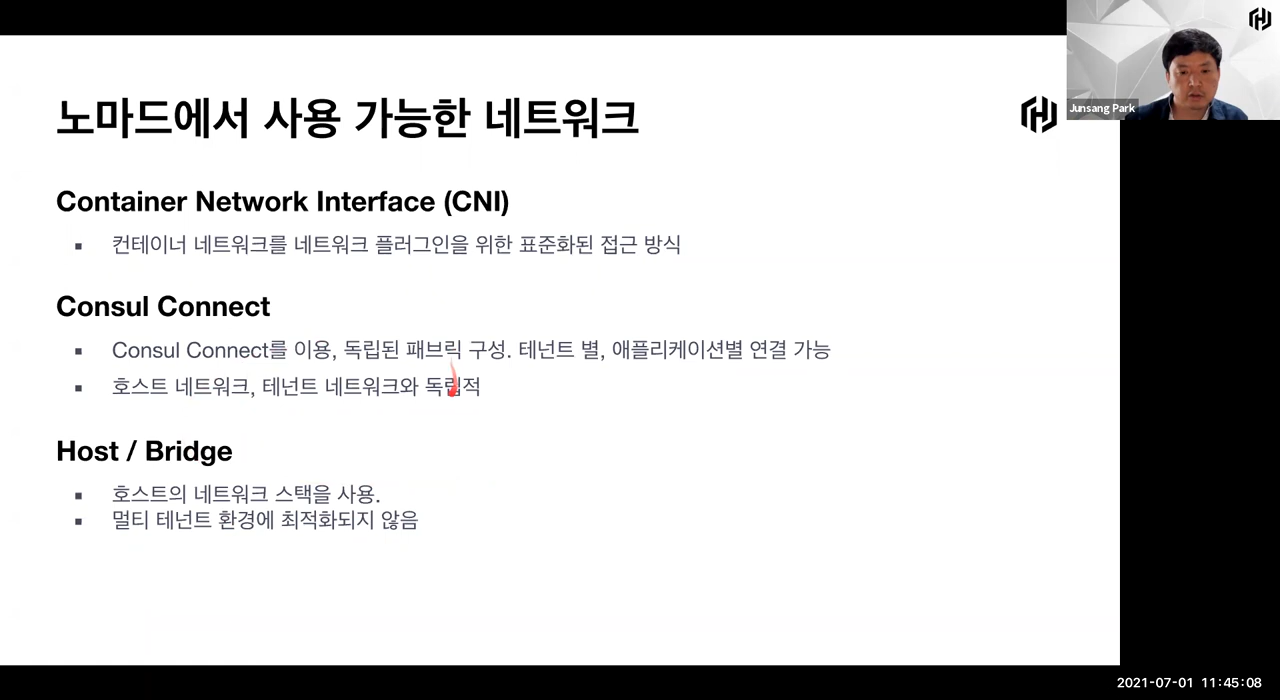 노마드에서 사용 가능한 네트워크
Junsang Park
Container Network Interface (CNI)
▪ 컨테이너 네트워크를 네트워크 플러그인을 위한 표준화된 접근 방식
Consul Connect
▪ Consul Connect를 이용, 독립된 패브릭 구성. 테넌트 별, 애플리케이션별 연결 가능
▪ 호스트 네트워크, 테넌트 네트워크와 독립적
Host / Bridge
▪ 호스트의 네트워크 스택을 사용.
▪ 멀티 테넌트 환경에 최적화되지 않음
2021-07-01 11:45:08